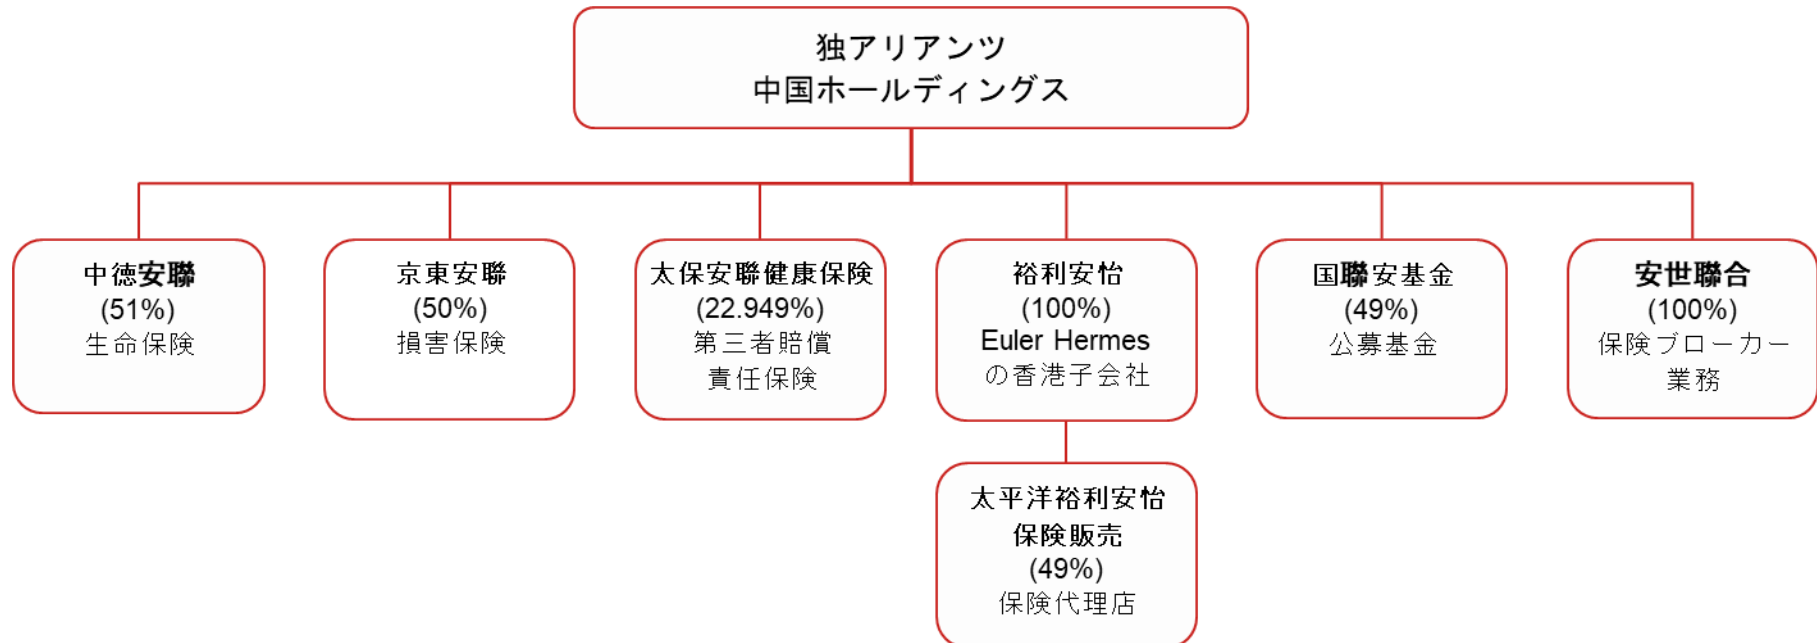 独アリアンツ
中国ホールディングス
中徳安聯
(51%)
生命保険
京東安聯
(50%)
損害保険
太保安聯健康保険
(22.949%)
第三者賠償
責任保険
裕利安怡
(100%)
Euler Hermes
の香港子会社
国聯安基金
(49%)
公募基金
安世聯合
(100%)
保険ブローカー
業務
太平洋裕利安怡
保険販売
(49%)
保険代理店